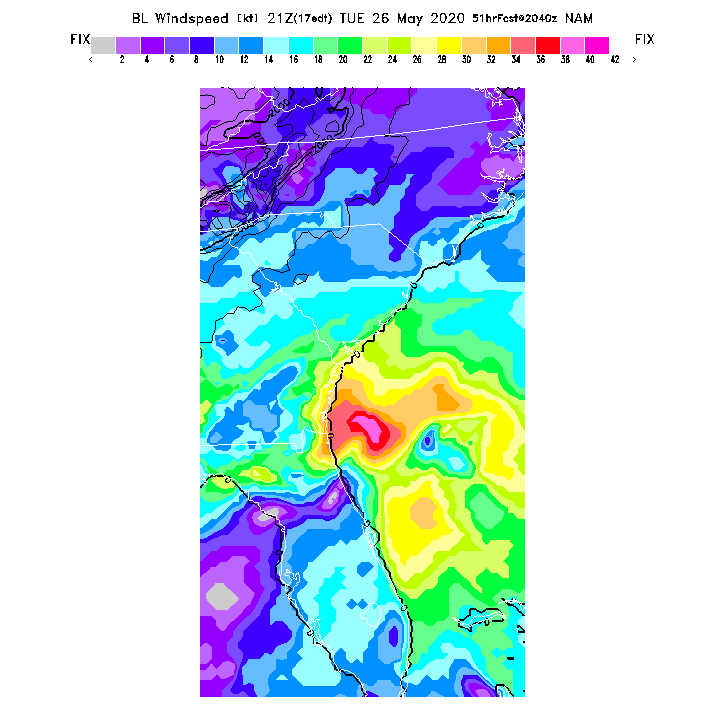 BL Windspeed [kt] 21Z(17edt) TUE 26 May 2020 51hrFcst@2040z NAM
FIX FIX
< 2 4 6 8 10 12 14 16 18 20 22 24 26 28 30 32 34 36 38 40 42 >